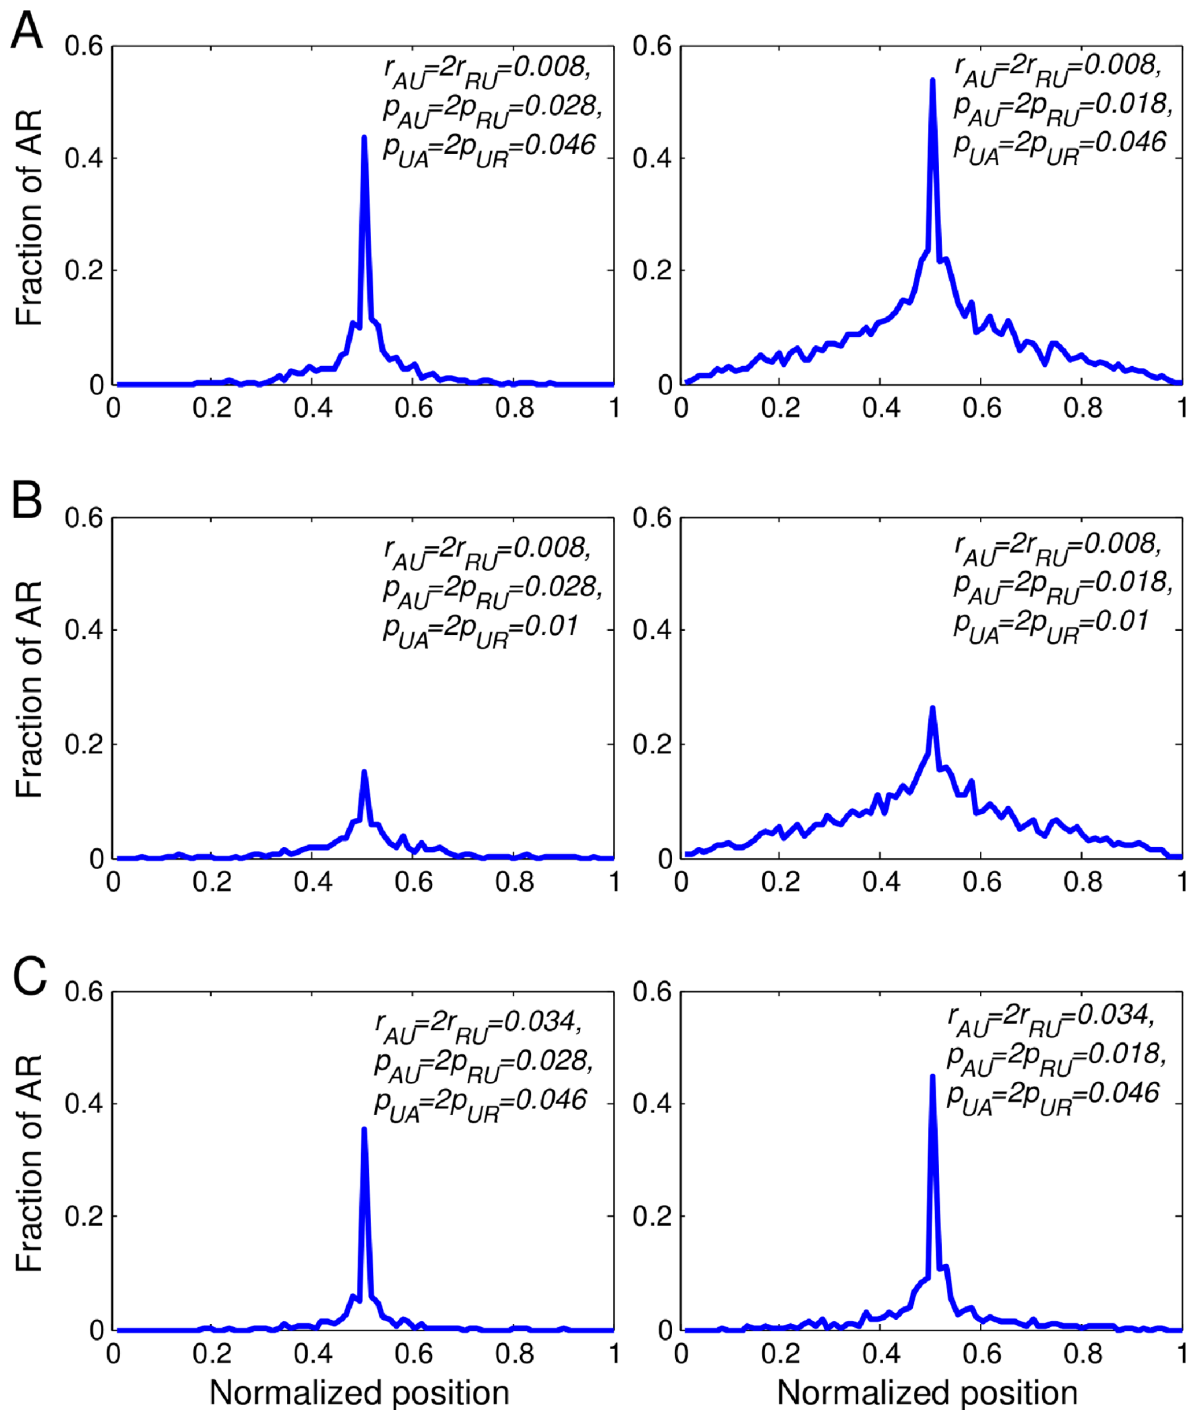 A
0.6
0.4
0.2
0
Fraction of AR
r_AU=2r_RU=0.008,
p_AU=2p_RU=0.028,
p_UA=2p_UR=0.046
0 0.2 0.4 0.6 0.8 1
0.6
0.4
0.2
0
r_AU=2r_RU=0.008,
p_AU=2p_RU=0.018,
p_UA=2p_UR=0.046
0 0.2 0.4 0.6 0.8 1
B
0.6
0.4
0.2
0
Fraction of AR
r_AU=2r_RU=0.008,
p_AU=2p_RU=0.028,
p_UA=2p_UR=0.01
0 0.2 0.4 0.6 0.8 1
0.6
0.4
0.2
0
r_AU=2r_RU=0.008,
p_AU=2p_RU=0.018,
p_UA=2p_UR=0.01
0 0.2 0.4 0.6 0.8 1
C
0.6
0.4
0.2
0
Fraction of AR
r_AU=2r_RU=0.034,
p_AU=2p_RU=0.028,
p_UA=2p_UR=0.046
0 0.2 0.4 0.6 0.8 1
Normalized position
0.6
0.4
0.2
0
r_AU=2r_RU=0.034,
p_AU=2p_RU=0.018,
p_UA=2p_UR=0.046
0 0.2 0.4 0.6 0.8 1
Normalized position